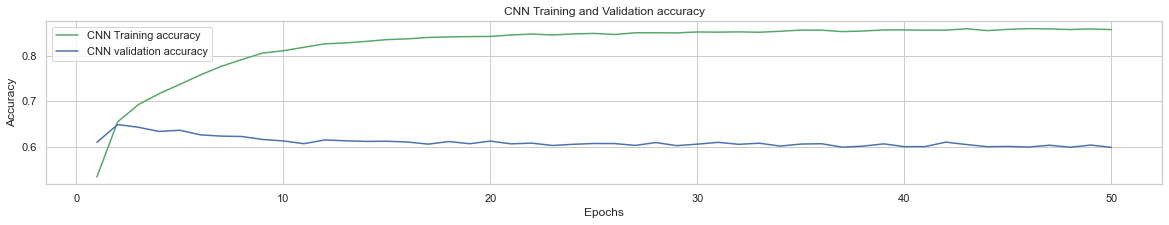 CNN Training and Validation accuracy
CNN Training accuracy
CNN validation accuracy
Accuracy
0.8
0.7
0.6
0 10 20 30 40 50
Epochs